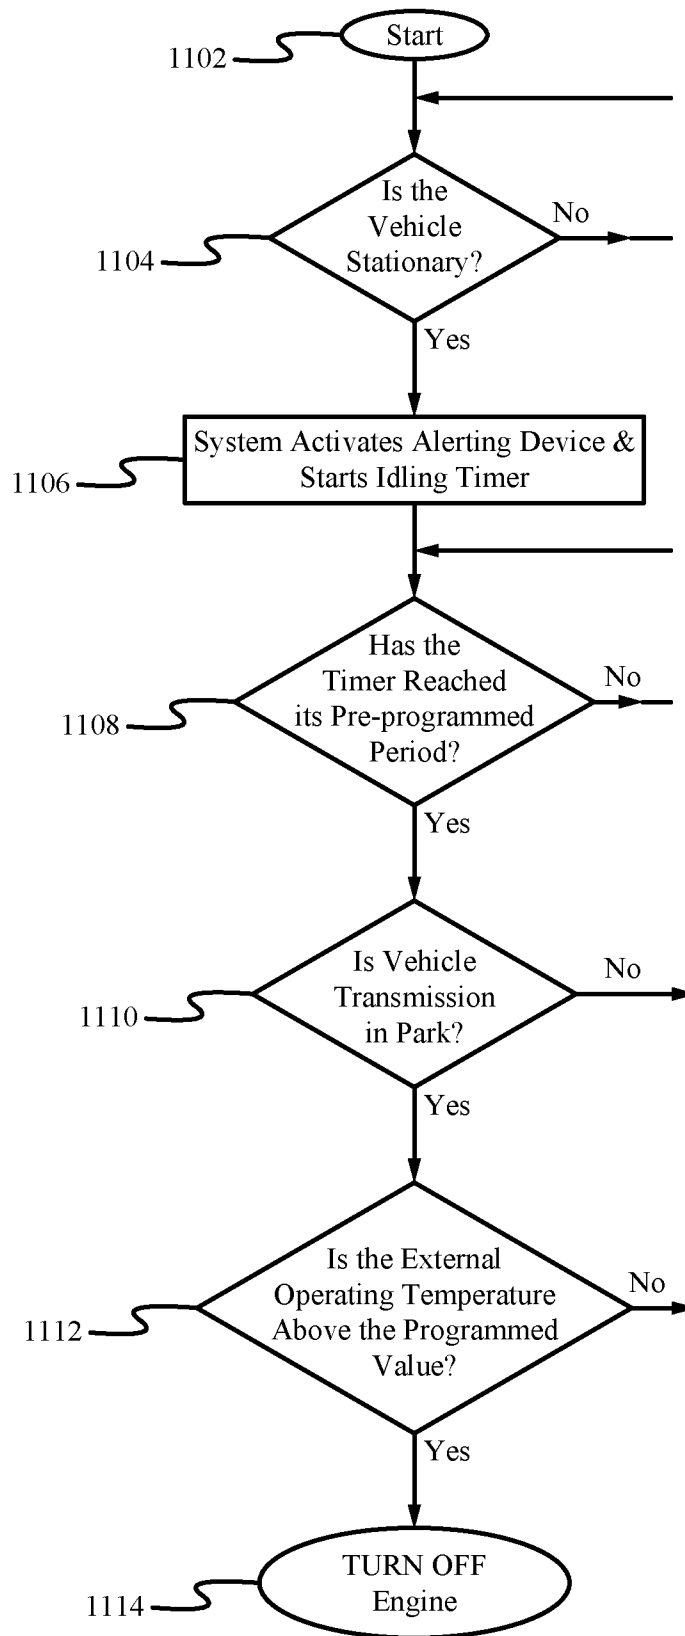 Start
1102
Is the
Vehicle
Stationary?
No
1104
Yes
System Activates Alerting Device &
Starts Idling Timer
1106
Has the
Timer Reached
its Pre-programmed
Period?
No
1108
Yes
Is Vehicle
Transmission
in Park?
No
1110
Yes
Is the External
Operating Temperature
Above the Programmed
Value?
No
1112
Yes
TURN OFF
Engine
1114